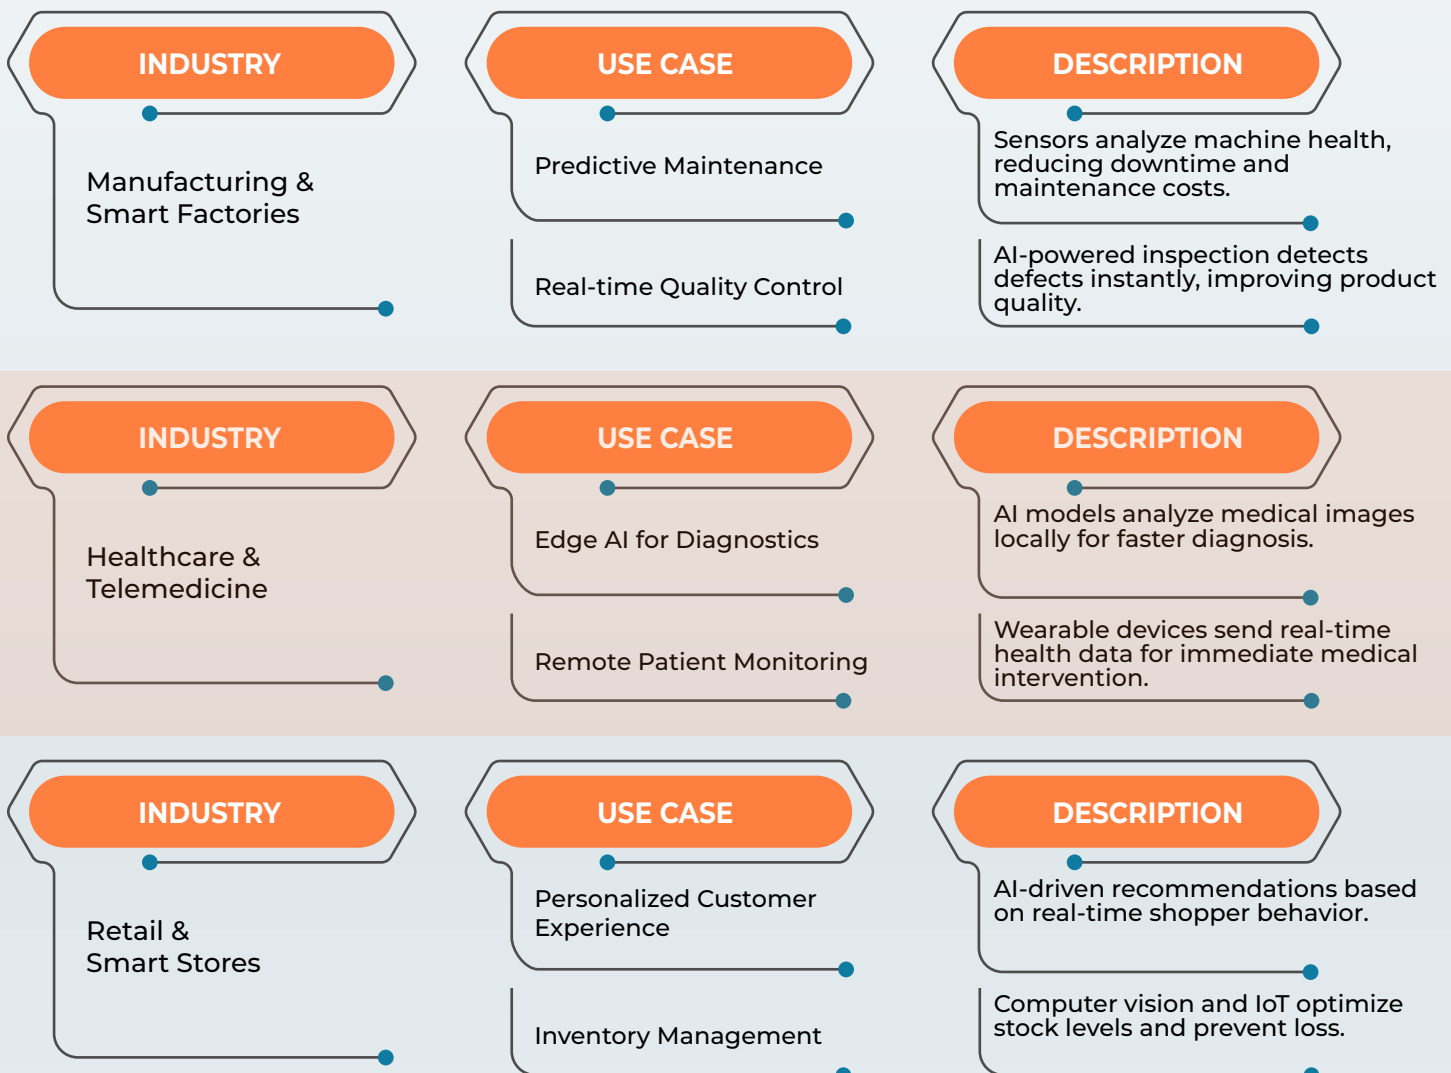 INDUSTRY
USE CASE
DESCRIPTION
Manufacturing &
Smart Factories
Predictive Maintenance
Sensors analyze machine health,
reducing downtime and
maintenance costs.
Real-time Quality Control
AI-powered inspection detects
defects instantly, improving product
quality.
INDUSTRY
USE CASE
DESCRIPTION
Healthcare &
Telemedicine
Edge AI for Diagnostics
AI models analyze medical images
locally for faster diagnosis.
Remote Patient Monitoring
Wearable devices send real-time
health data for immediate medical
intervention.
INDUSTRY
USE CASE
DESCRIPTION
Retail &
Smart Stores
Personalized Customer
Experience
AI-driven recommendations based
on real-time shopper behavior.
Inventory Management
Computer vision and IoT optimize
stock levels and prevent loss.